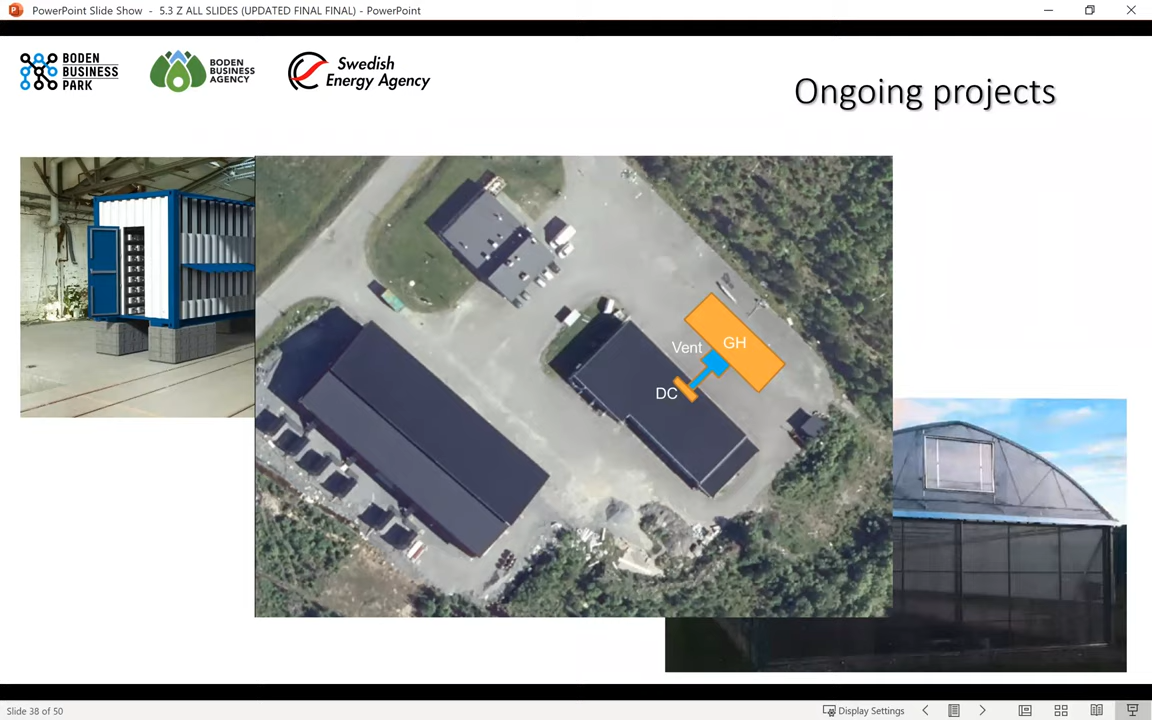 PowerPoint Slide Show - 5.3 Z ALL SLIDES (UPDATED FINAL FINAL) - PowerPoint
BODEN
BUSINESS
PARK
BODEN
BUSINESS
AGENCY
Swedish
Energy Agency
Ongoing projects
Vent
GH
DC
Slide 38 of 50
Display Settings